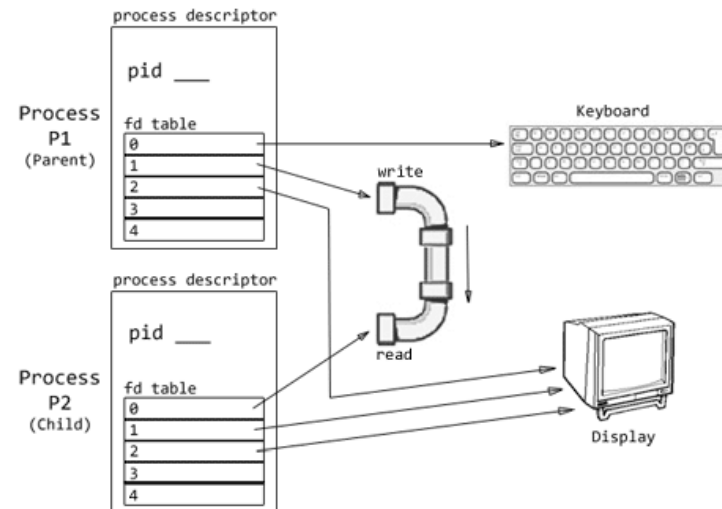 process descriptor
pid ___
Process
P1
(Parent)
fd table
0
1
2
3
4
Keyboard
write
read
process descriptor
pid ___
Process
P2
(Child)
fd table
0
1
2
3
4
Display